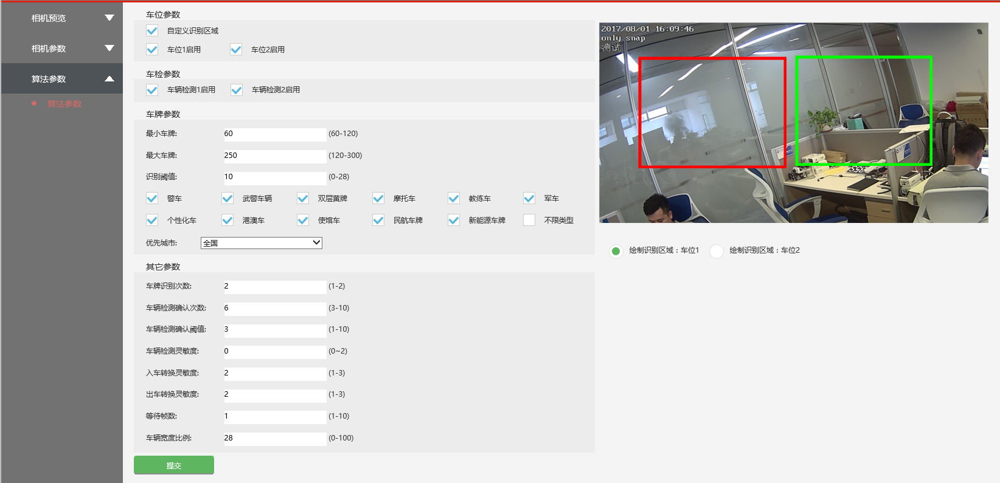 相机预览
相机参数
算法参数
算法参数
车位参数
自定义识别区域
车位1启用 车位2启用
车检参数
车辆检测1启用 车辆检测2启用
车牌参数
最小车牌: 60 (60-120)
最大车牌: 250 (120-300)
识别阈值: 10 (0-28)
警车 武警车辆 双层黄牌 摩托车 教练车 军车
个性化车 港澳车 使馆车 民航车牌 新能源车牌 不限类型
优先城市: 全国
其它参数
车牌识别次数: 2 (1-2)
车辆检测确认次数: 6 (3-10)
车辆检测确认阈值: 3 (1-10)
车辆检测灵敏度: 0 (0~2)
入车转换灵敏度: 2 (1-3)
出车转换灵敏度: 2 (1-3)
等待帧数: 1 (1-10)
车辆宽度比例: 28 (0-100)
提交
2017/08/01 16:09:46
only snap
测试
绘制识别区域：车位1 绘制识别区域：车位2